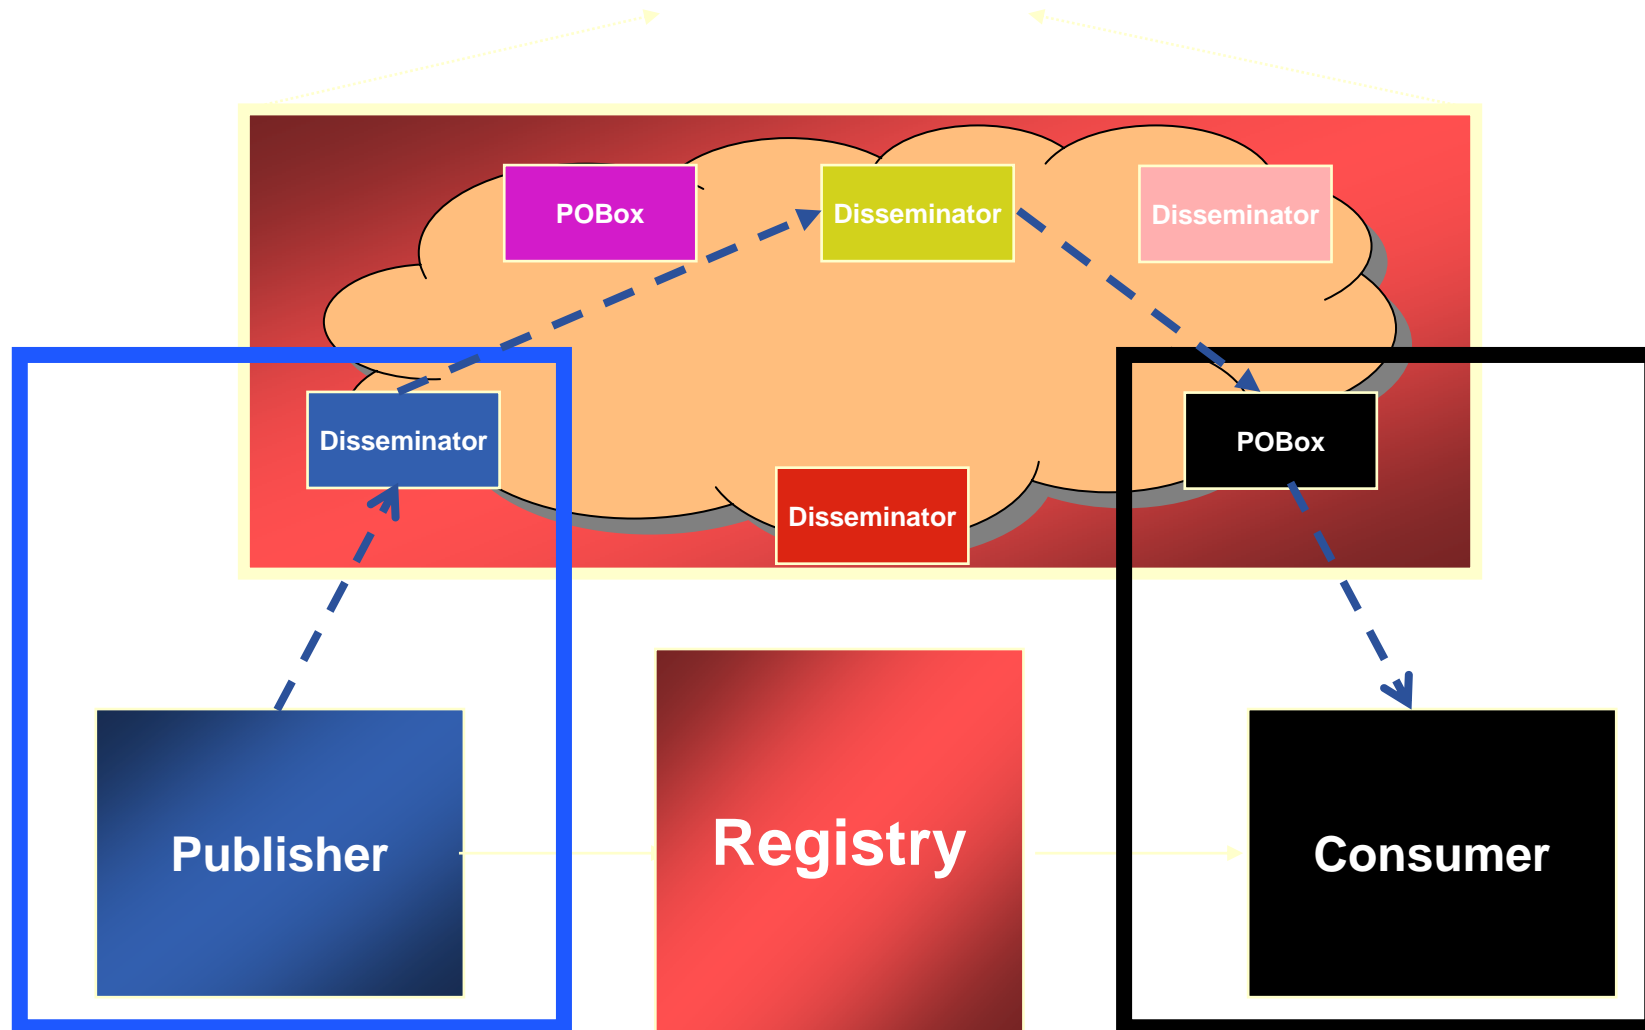 POBox
Disseminator
Disseminator
Disseminator
POBox
Disseminator
Publisher
Registry
Consumer